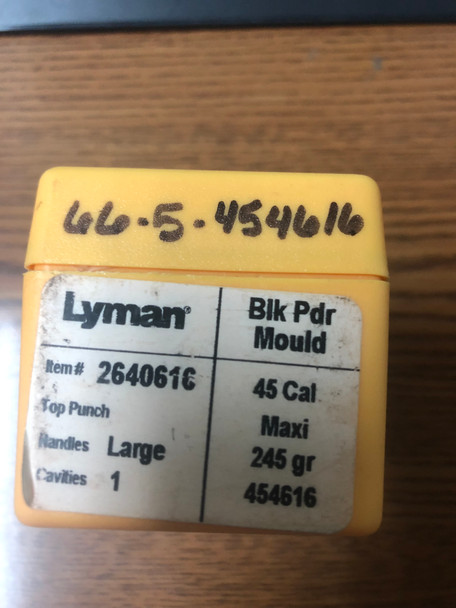 66-5-454616
Lyman®
Item# 2640616
Top Punch
Handles Large
Cavities 1
Blk Pdr
Mould
45 Cal
Maxi
245 gr
454616